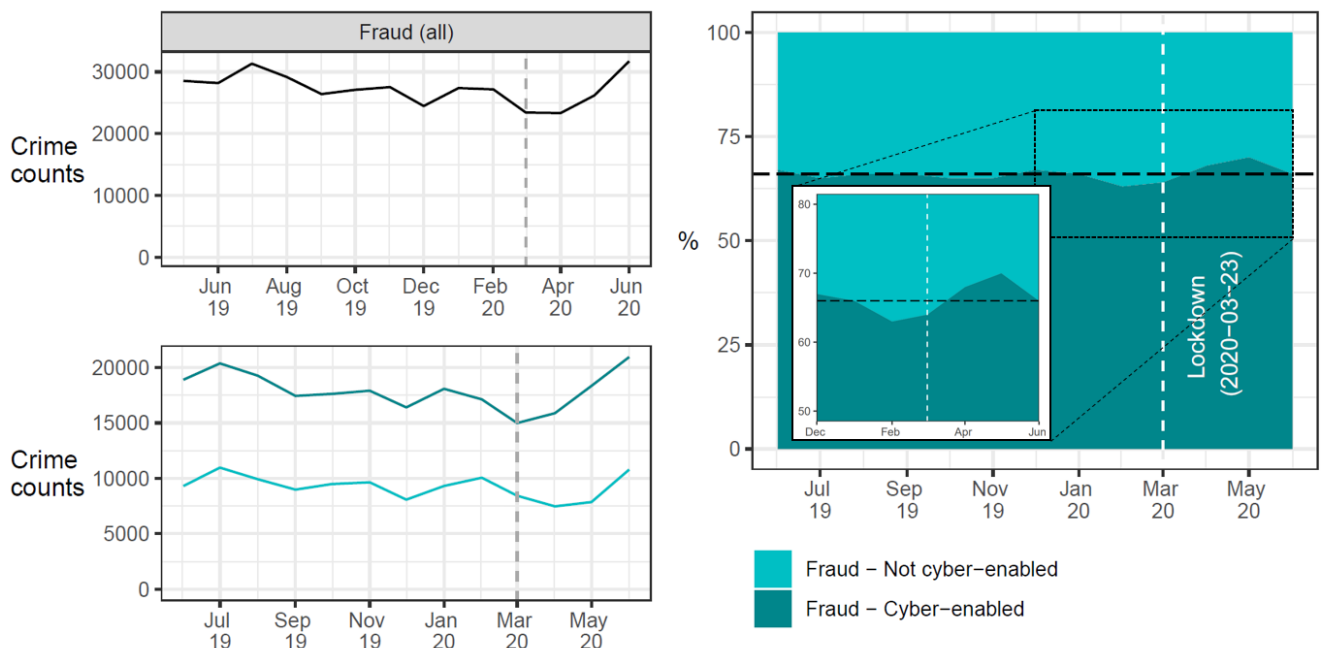 Fraud (all)
30000
20000
10000
0
Crime
counts
Jun Aug Oct Dec Feb Apr Jun
19 19 19 19 20 20 20
20000
15000
10000
5000
0
Crime
counts
Jul Sep Nov Jan Mar May
19 19 19 20 20 20
100
75
50
25
0
%
80
70
60
50
Dec Feb Apr Jun
Lockdown
(2020−03−23)
Jul Sep Nov Jan Mar May
19 19 19 20 20 20
Fraud − Not cyber−enabled
Fraud − Cyber−enabled